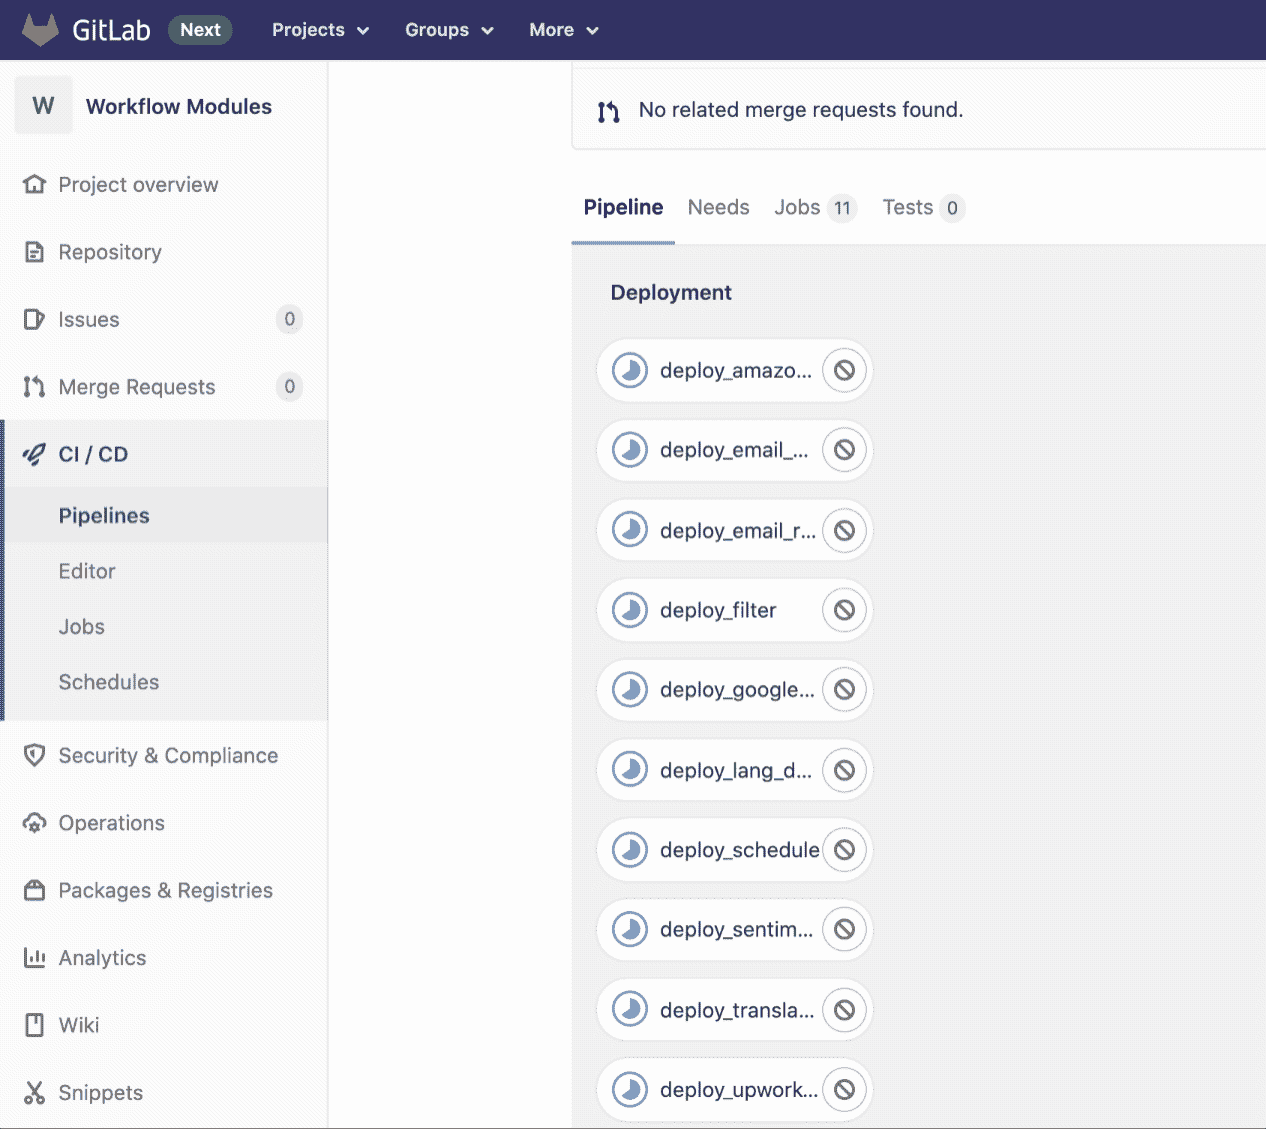 GitLab Next Projects Groups More
W Workflow Modules
Project overview
Repository
Issues 0
Merge Requests 0
CI / CD
Pipelines
Editor
Jobs
Schedules
Security & Compliance
Operations
Packages & Registries
Analytics
Wiki
Snippets
No related merge requests found.
Pipeline Needs Jobs 11 Tests 0
Deployment
deploy_amazo...
deploy_email_...
deploy_email_r...
deploy_filter
deploy_google...
deploy_lang_d...
deploy_schedule
deploy_sentim...
deploy_transla...
deploy_upwork...